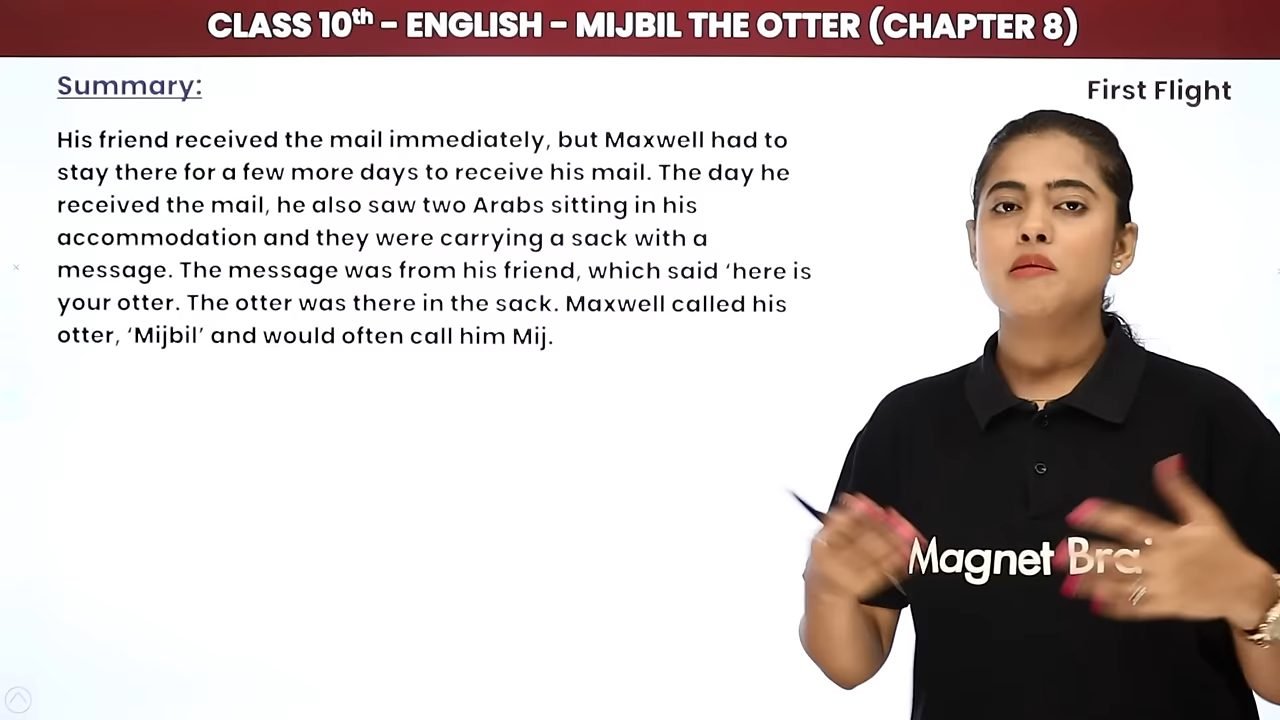 CLASS 10th – ENGLISH – MIJBIL THE OTTER (CHAPTER 8)
Summary:
First Flight
His friend received the mail immediately, but Maxwell had to
stay there for a few more days to receive his mail. The day he
received the mail, he also saw two Arabs sitting in his
accommodation and they were carrying a sack with a
message. The message was from his friend, which said ‘here is
your otter. The otter was there in the sack. Maxwell called his
otter, ‘Mijbil’ and would often call him Mij.
Magnet Brai